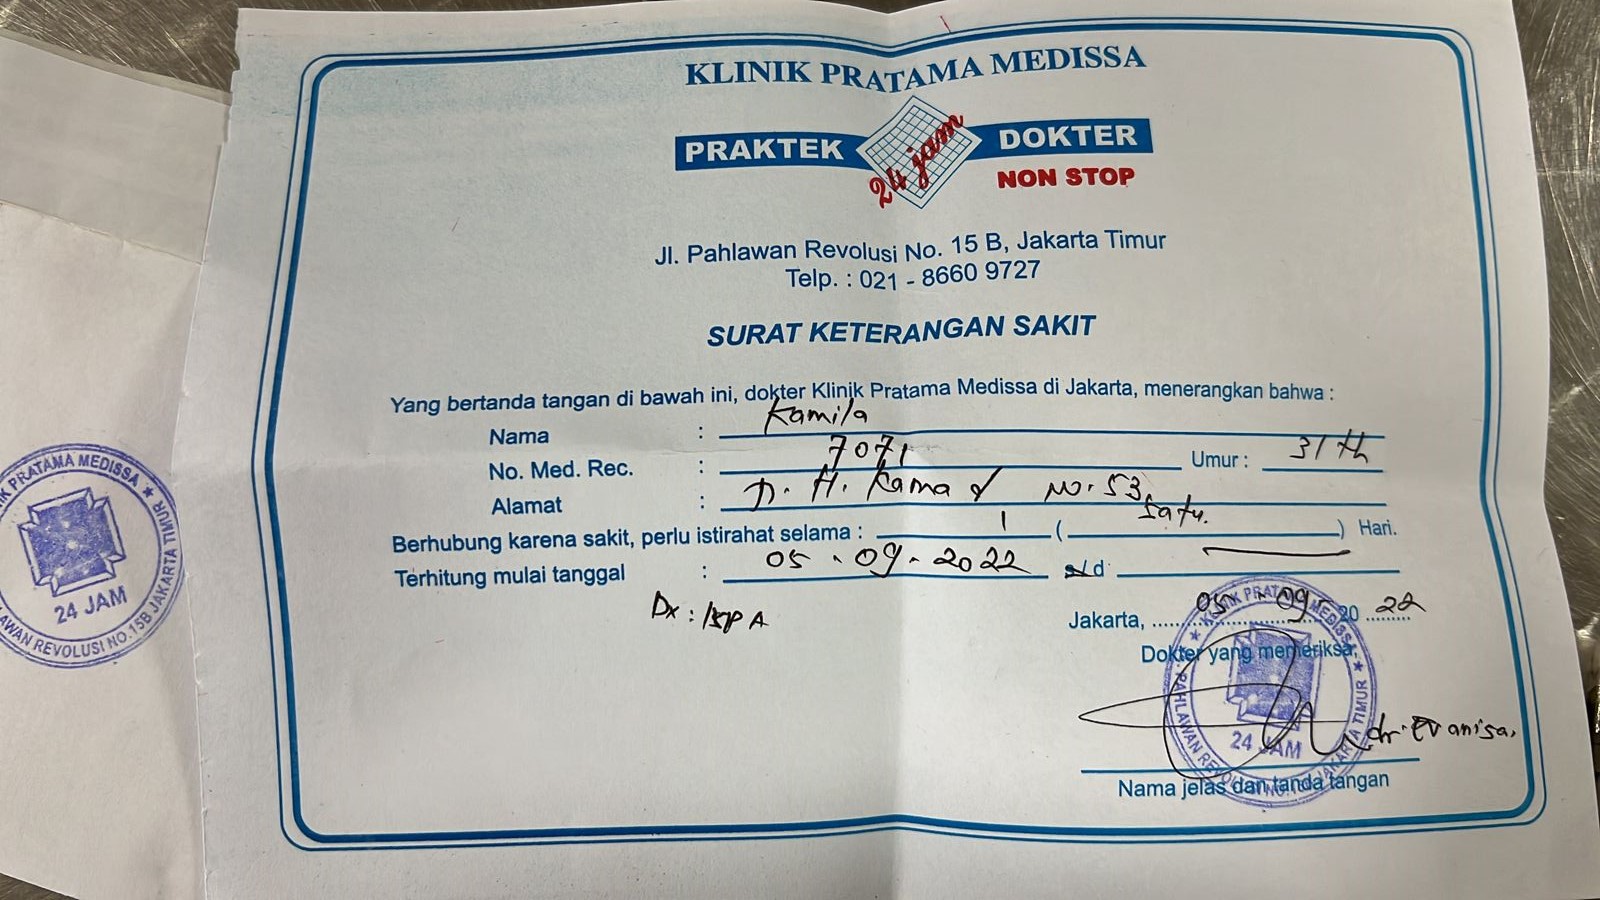 KLINIK PRATAMA MEDISSA
PRAKTEK 24 jam DOKTER
NON STOP
Jl. Pahlawan Revolusi No. 15 B, Jakarta Timur
Telp. : 021 - 8660 9727
SURAT KETERANGAN SAKIT
Yang bertanda tangan di bawah ini, dokter Klinik Pratama Medissa di Jakarta, menerangkan bahwa :
Nama : Kamila
No. Med. Rec. : 7071 Umur : 31 th
Alamat : H. No. 53
Berhubung karena sakit, perlu istirahat selama : 1 ( satu. ) Hari.
Terhitung mulai tanggal : 05 - 09 - 2022 s/d
Dx : ISPA
Jakarta, 05 - 09 - 20 22
Dokter yang memeriksa,
dr. Evanisa.
Nama jelas dan tanda tangan
KLINIK PRATAMA MEDISSA ★ PAHLAWAN REVOLUSI NO.15B JAKARTA TIMUR ★
24 JAM
PRATAMA MEDISSA ★ LAWAN REVOLUSI NO.15B JAKARTA TIMUR
24 JAM